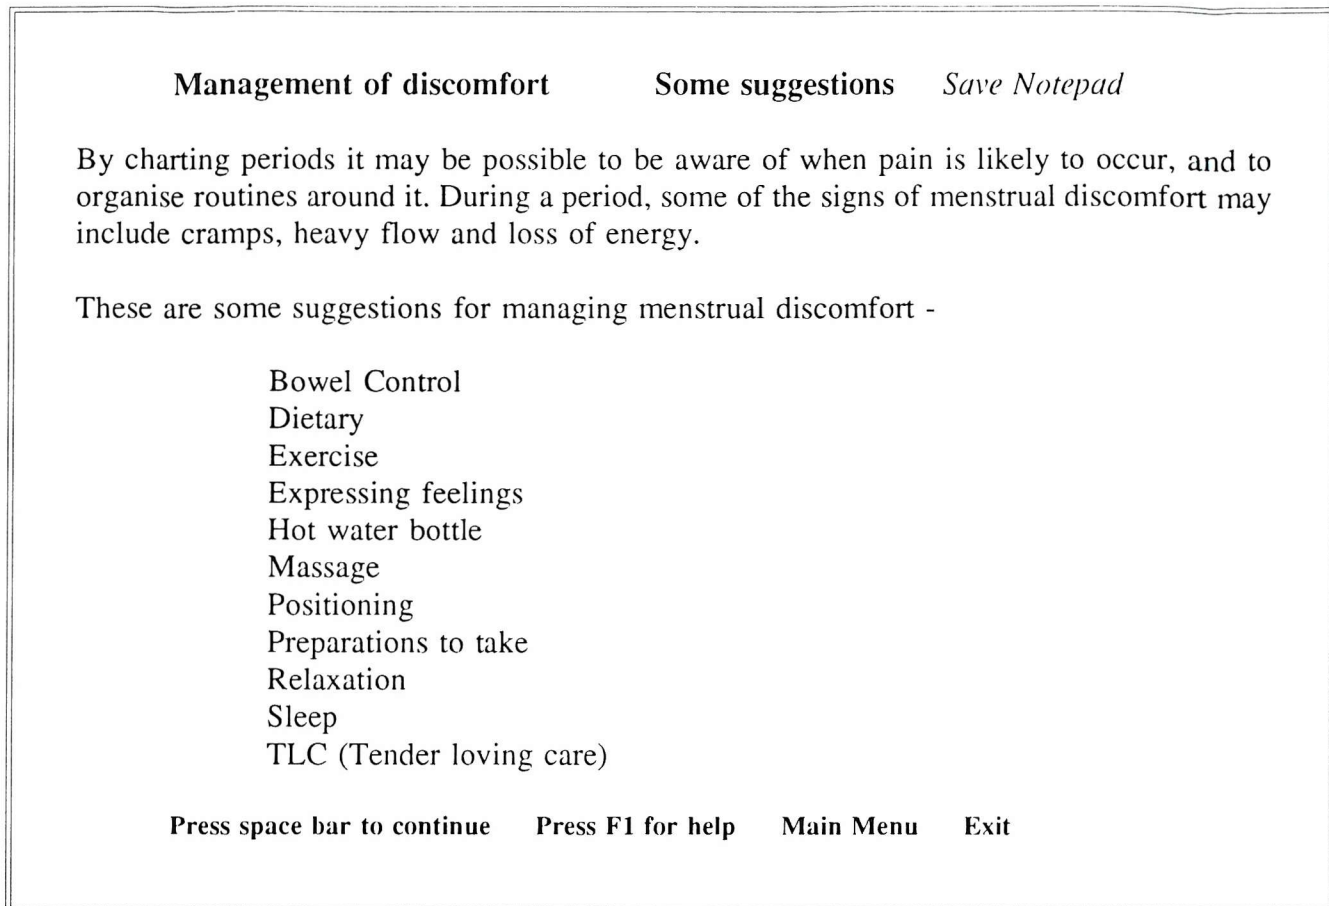 Management of discomfort Some suggestions Save Notepad
By charting periods it may be possible to be aware of when pain is likely to occur, and to
organise routines around it. During a period, some of the signs of menstrual discomfort may
include cramps, heavy flow and loss of energy.
These are some suggestions for managing menstrual discomfort -
Bowel Control
Dietary
Exercise
Expressing feelings
Hot water bottle
Massage
Positioning
Preparations to take
Relaxation
Sleep
TLC (Tender loving care)
Press space bar to continue Press F1 for help Main Menu Exit